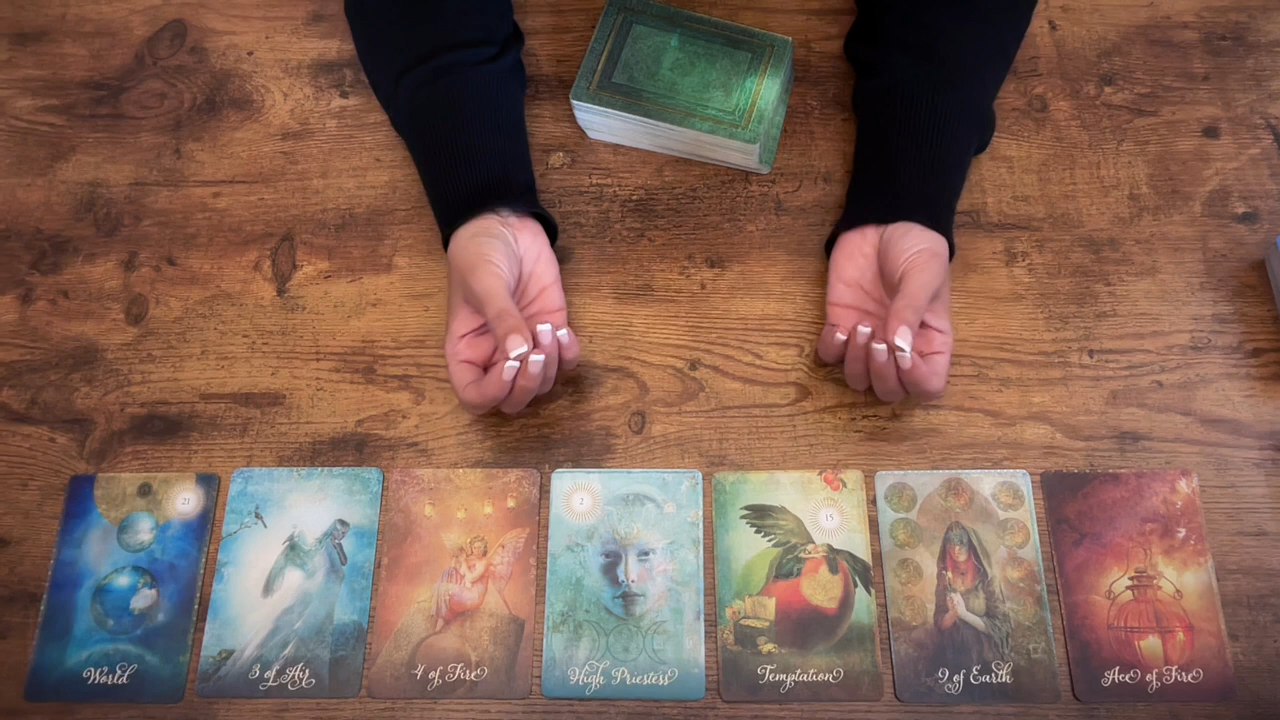 21
World
3 of Air
4 of Fire
2
High Priestess
15
Temptation
9 of Earth
Ace of Fire